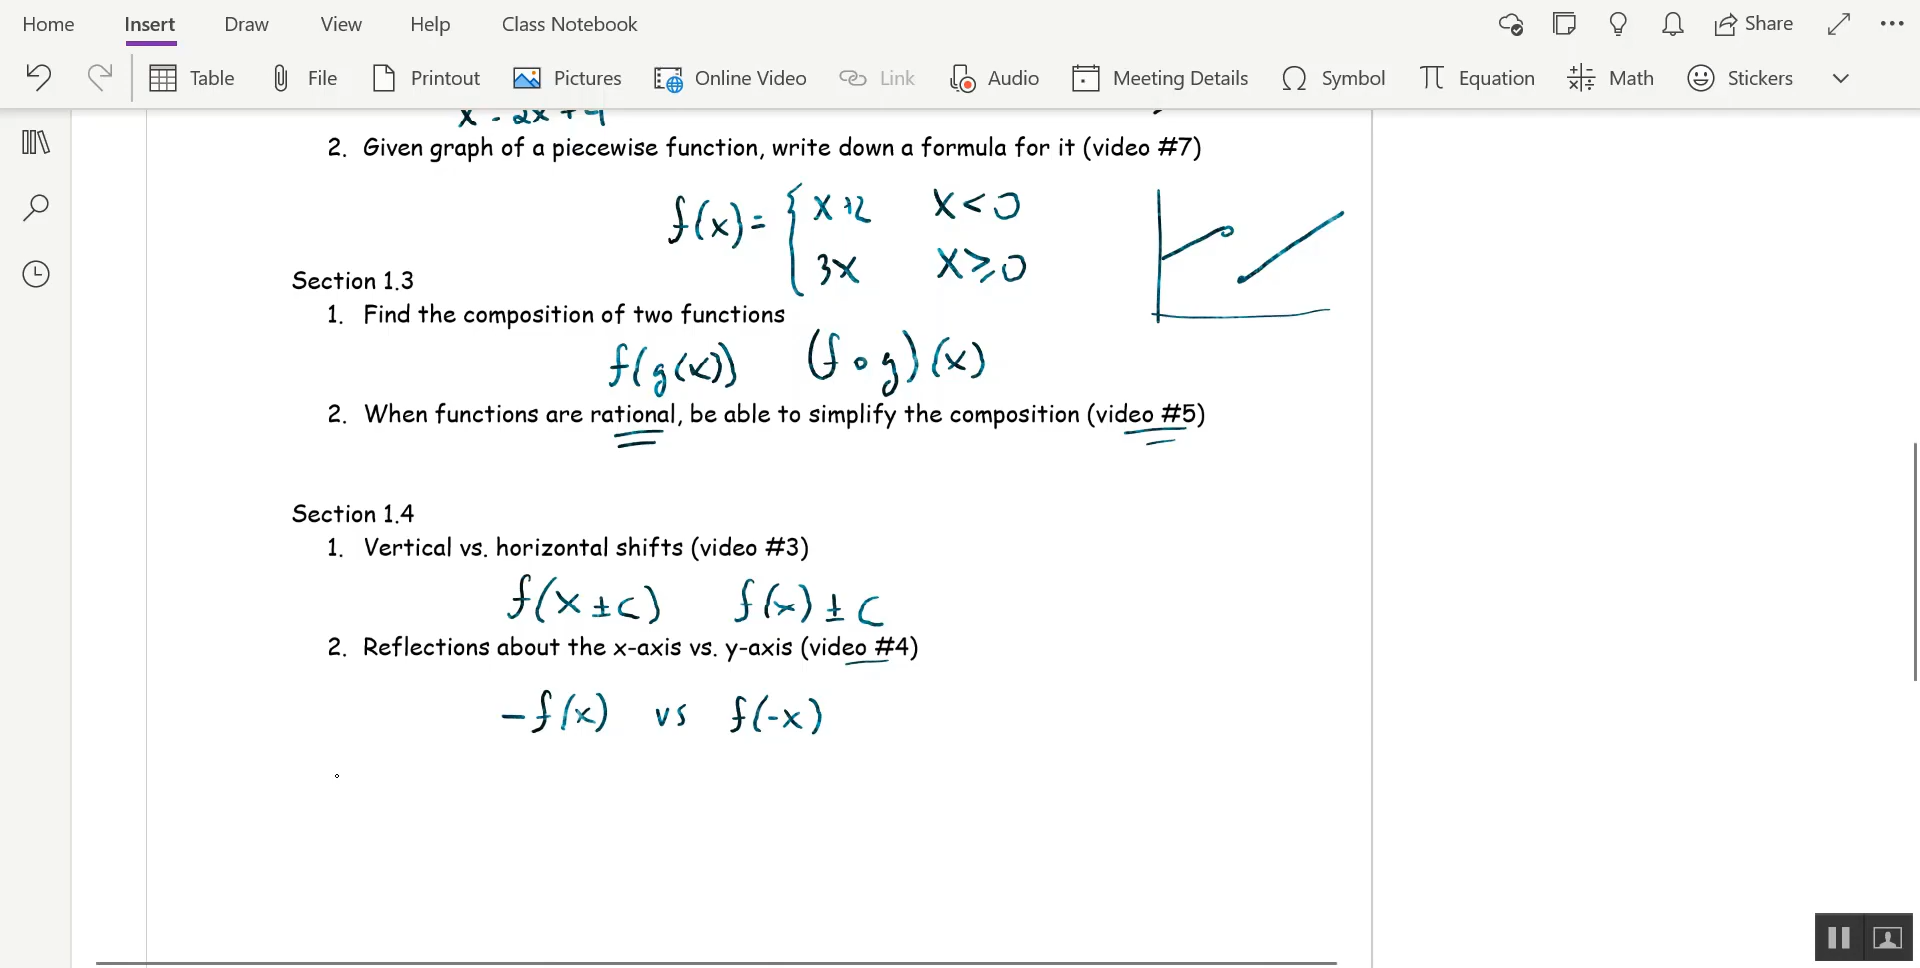 Home Insert Draw View Help Class Notebook Share
Table File Printout Pictures Online Video Link Audio Meeting Details Symbol Equation Math Stickers
x - 2x + 4
2. Given graph of a piecewise function, write down a formula for it (video #7)
f(x) = { x+2 x < 0
3x x ≥ 0
Section 1.3
1. Find the composition of two functions
f(g(x)) (f ∘ g)(x)
2. When functions are rational, be able to simplify the composition (video #5)
Section 1.4
1. Vertical vs. horizontal shifts (video #3)
f(x ± c) f(x) ± c
2. Reflections about the x-axis vs. y-axis (video #4)
-f(x) vs f(-x)